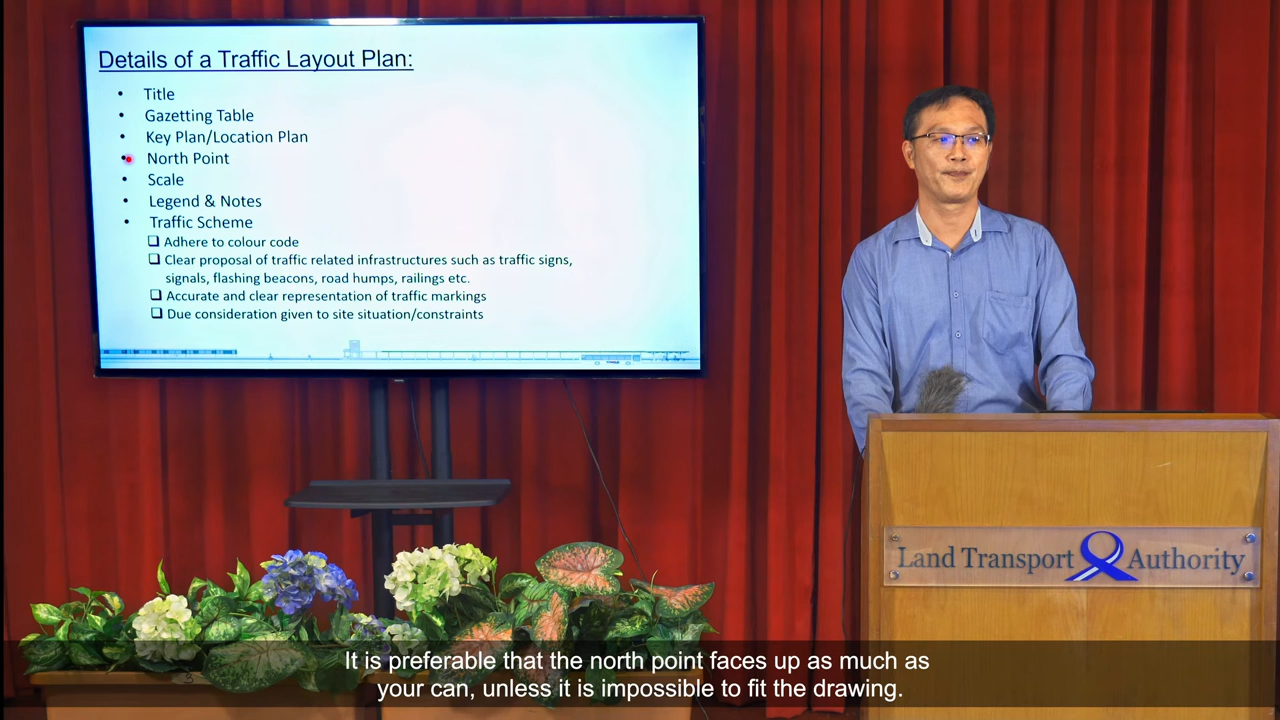 Details of a Traffic Layout Plan:
• Title
• Gazetting Table
• Key Plan/Location Plan
• North Point
• Scale
• Legend & Notes
• Traffic Scheme
❑ Adhere to colour code
❑ Clear proposal of traffic related infrastructures such as traffic signs,
signals, flashing beacons, road humps, railings etc.
❑ Accurate and clear representation of traffic markings
❑ Due consideration given to site situation/constraints
Land Transport Authority
It is preferable that the north point faces up as much as
your can, unless it is impossible to fit the drawing.